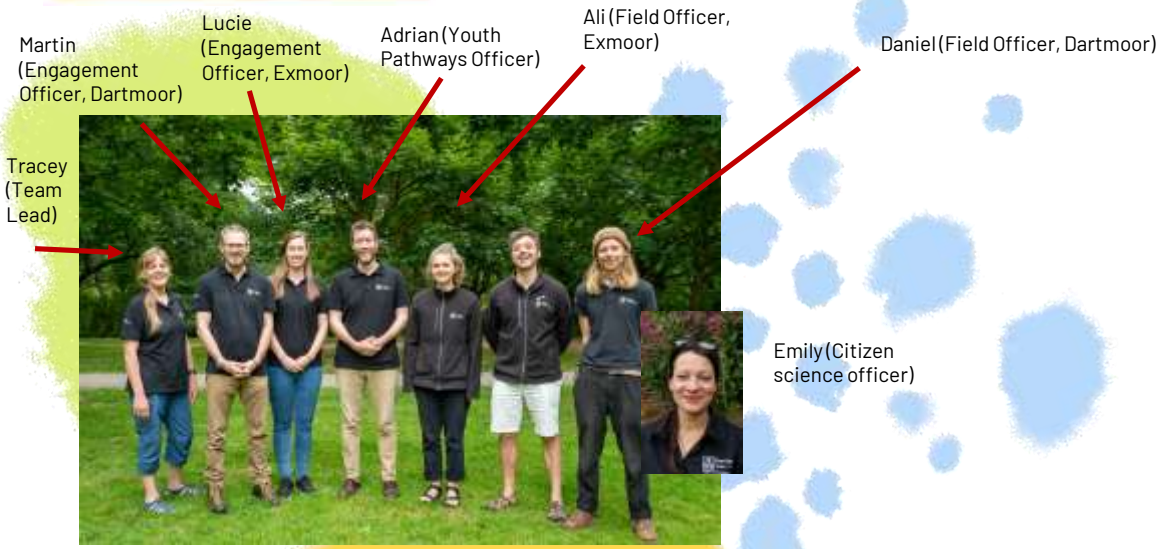 Martin
(Engagement
Officer, Dartmoor)
Lucie
(Engagement
Officer, Exmoor)
Adrian (Youth
Pathways Officer)
Ali (Field Officer,
Exmoor)
Daniel (Field Officer, Dartmoor)
Tracey
(Team
Lead)
Emily (Citizen
science officer)